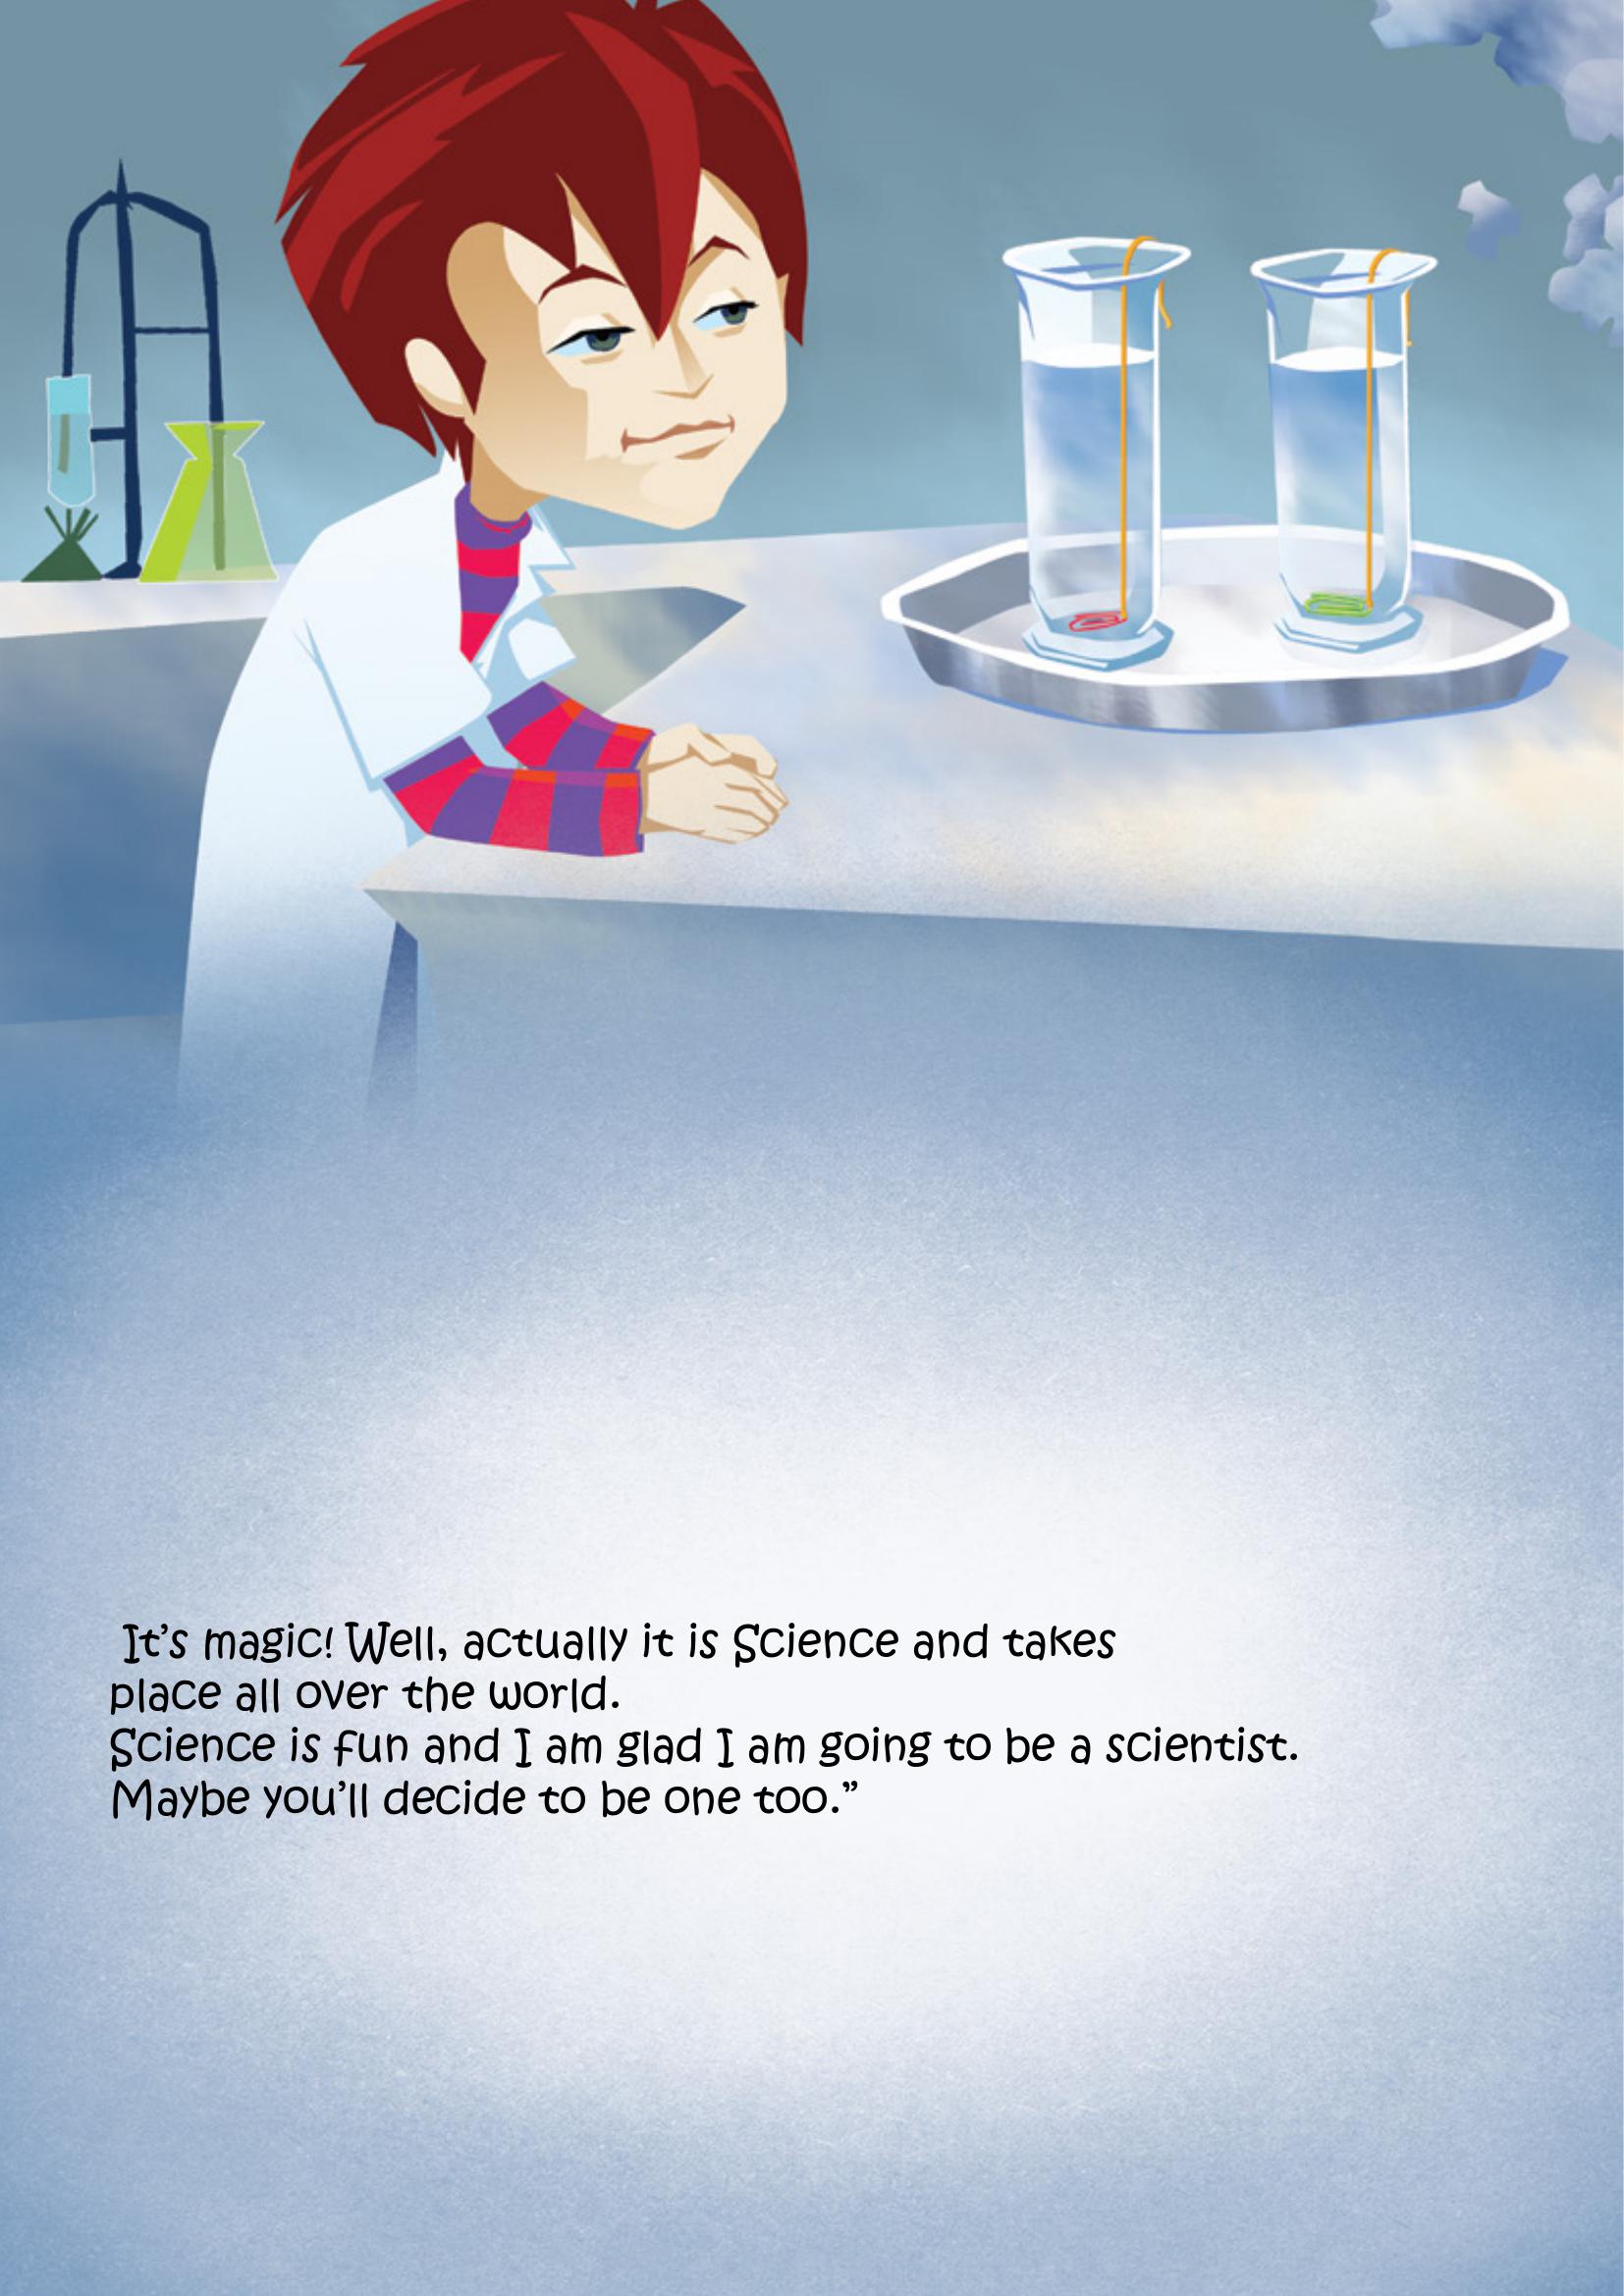 It’s magic! Well, actually it is Science and takes
place all over the world.
Science is fun and I am glad I am going to be a scientist.
Maybe you’ll decide to be one too.”